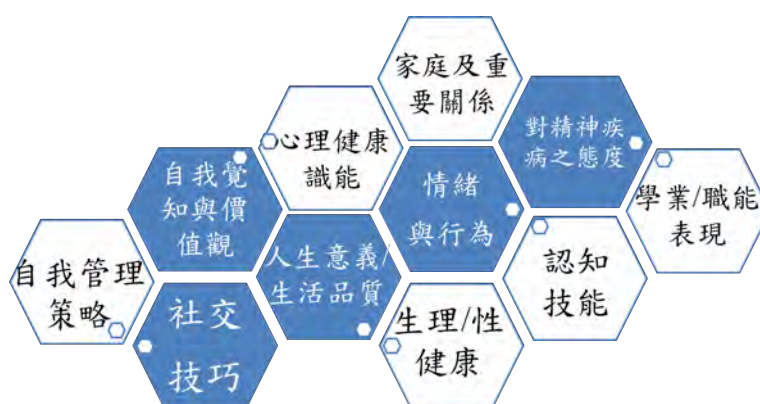 家庭及重
要關係
心理健康
識能
對精神疾
病之態度
自我覺
知與價
值觀
情緒
與行為
學業/職能
表現
自我管理
策略
人生意義/
生活品質
認知
技能
社交
技巧
生理/性
健康